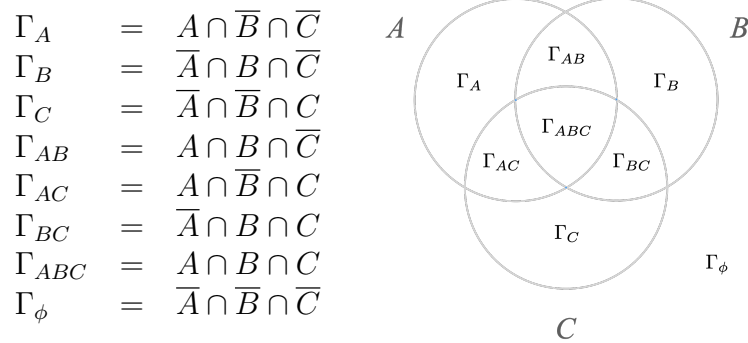 Γ_A = A ∩ B̅ ∩ C̅
Γ_B = A̅ ∩ B ∩ C̅
Γ_C = A̅ ∩ B̅ ∩ C
Γ_AB = A ∩ B ∩ C̅
Γ_AC = A ∩ B̅ ∩ C
Γ_BC = A̅ ∩ B ∩ C
Γ_ABC = A ∩ B ∩ C
Γ_ϕ = A̅ ∩ B̅ ∩ C̅
A B
Γ_AB
Γ_A Γ_B
Γ_ABC
Γ_AC Γ_BC
Γ_C
Γ_ϕ
C